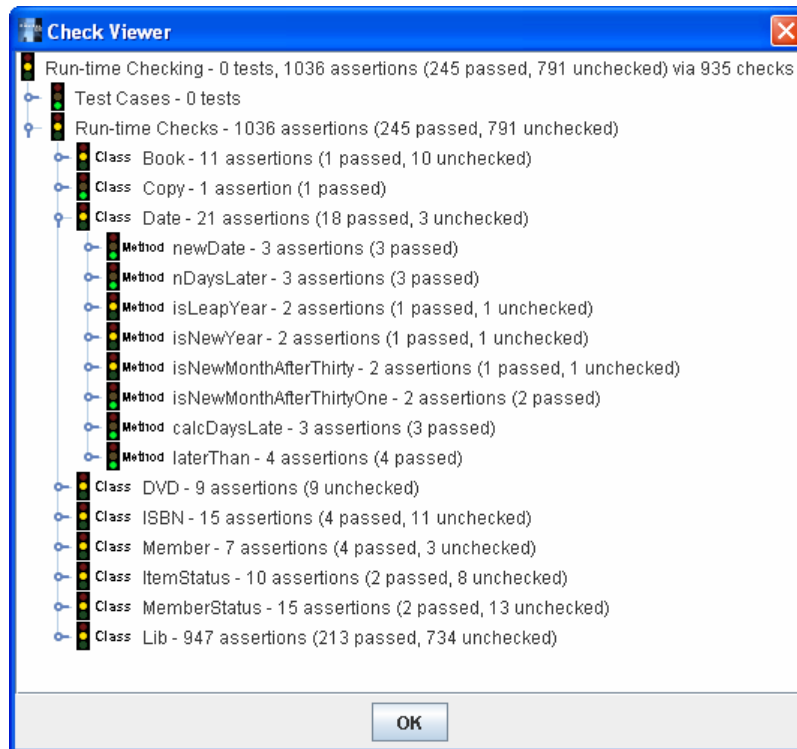 Check Viewer
Run-time Checking - 0 tests, 1036 assertions (245 passed, 791 unchecked) via 935 checks
Test Cases - 0 tests
Run-time Checks - 1036 assertions (245 passed, 791 unchecked)
Class Book - 11 assertions (1 passed, 10 unchecked)
Class Copy - 1 assertion (1 passed)
Class Date - 21 assertions (18 passed, 3 unchecked)
Method newDate - 3 assertions (3 passed)
Method nDaysLater - 3 assertions (3 passed)
Method isLeapYear - 2 assertions (1 passed, 1 unchecked)
Method isNewYear - 2 assertions (1 passed, 1 unchecked)
Method isNewMonthAfterThirty - 2 assertions (1 passed, 1 unchecked)
Method isNewMonthAfterThirtyOne - 2 assertions (2 passed)
Method calcDaysLate - 3 assertions (3 passed)
Method laterThan - 4 assertions (4 passed)
Class DVD - 9 assertions (9 unchecked)
Class ISBN - 15 assertions (4 passed, 11 unchecked)
Class Member - 7 assertions (4 passed, 3 unchecked)
Class ItemStatus - 10 assertions (2 passed, 8 unchecked)
Class MemberStatus - 15 assertions (2 passed, 13 unchecked)
Class Lib - 947 assertions (213 passed, 734 unchecked)
OK